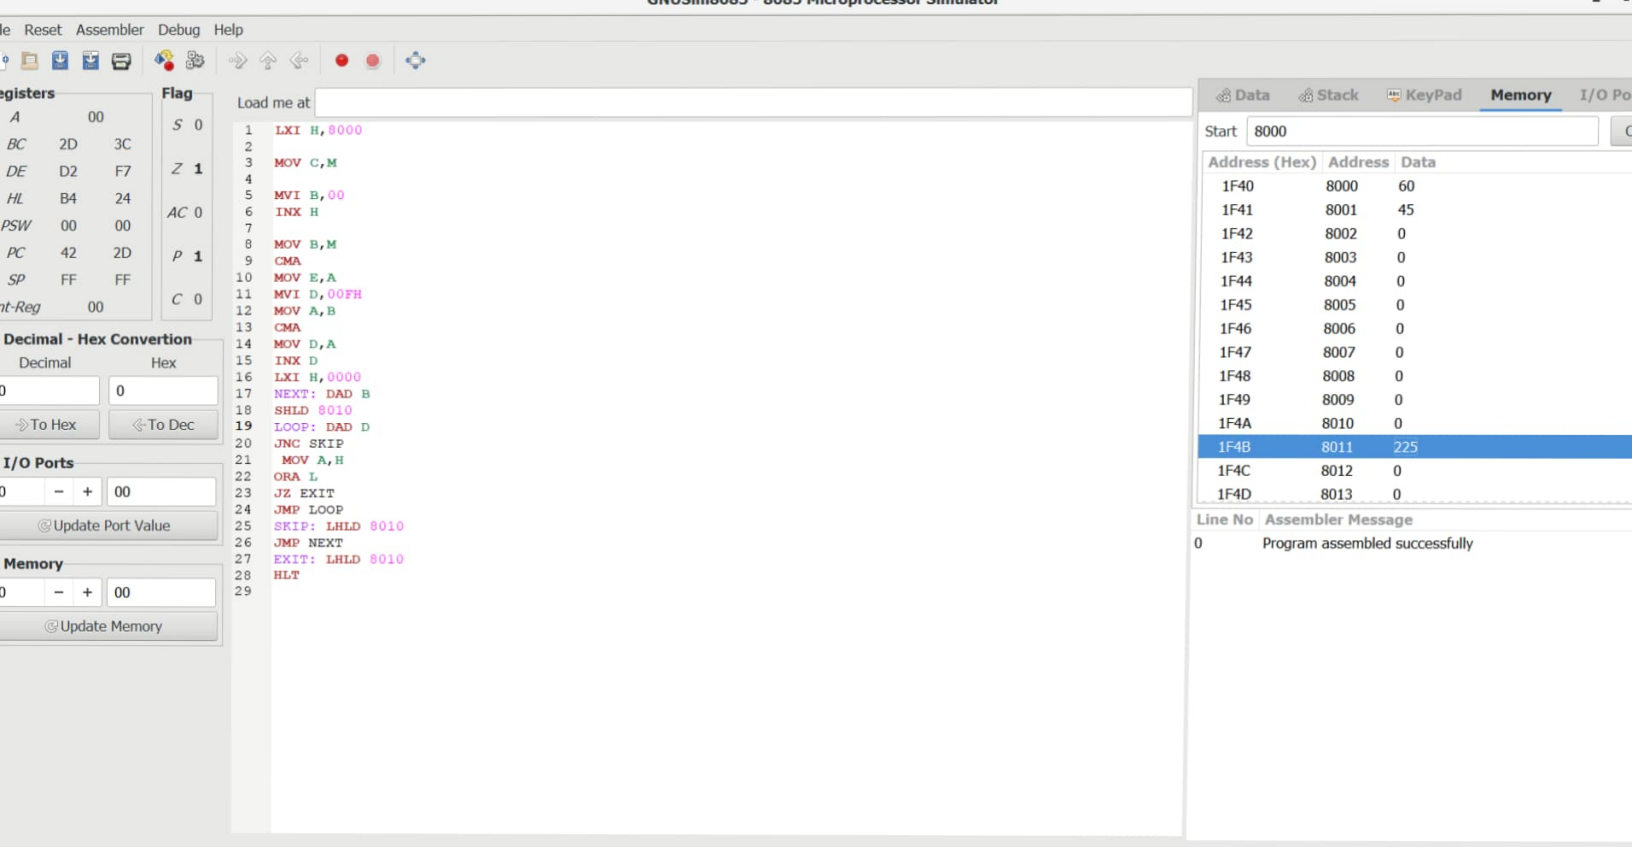 GNUSim8085 - 8085 Microprocessor Simulator
Reset Assembler Debug Help
Registers
A 00
BC 2D 3C
DE D2 F7
HL B4 24
PSW 00 00
PC 42 2D
SP FF FF
Int-Reg 00
Flag
S 0
Z 1
AC 0
P 1
C 0
Decimal - Hex Convertion
Decimal Hex
0 0
To Hex To Dec
I/O Ports
0 - + 00
Update Port Value
Memory
0 - + 00
Update Memory
Load me at
1 LXI H,8000
2
3 MOV C,M
4
5 MVI B,00
6 INX H
7
8 MOV B,M
9 CMA
10 MOV E,A
11 MVI D,00FH
12 MOV A,B
13 CMA
14 MOV D,A
15 INX D
16 LXI H,0000
17 NEXT: DAD B
18 SHLD 8010
19 LOOP: DAD D
20 JNC SKIP
21 MOV A,H
22 ORA L
23 JZ EXIT
24 JMP LOOP
25 SKIP: LHLD 8010
26 JMP NEXT
27 EXIT: LHLD 8010
28 HLT
29
Data Stack KeyPad Memory I/O Po
Start 8000
Address (Hex) Address Data
1F40 8000 60
1F41 8001 45
1F42 8002 0
1F43 8003 0
1F44 8004 0
1F45 8005 0
1F46 8006 0
1F47 8007 0
1F48 8008 0
1F49 8009 0
1F4A 8010 0
1F4B 8011 225
1F4C 8012 0
1F4D 8013 0
Line No Assembler Message
0 Program assembled successfully